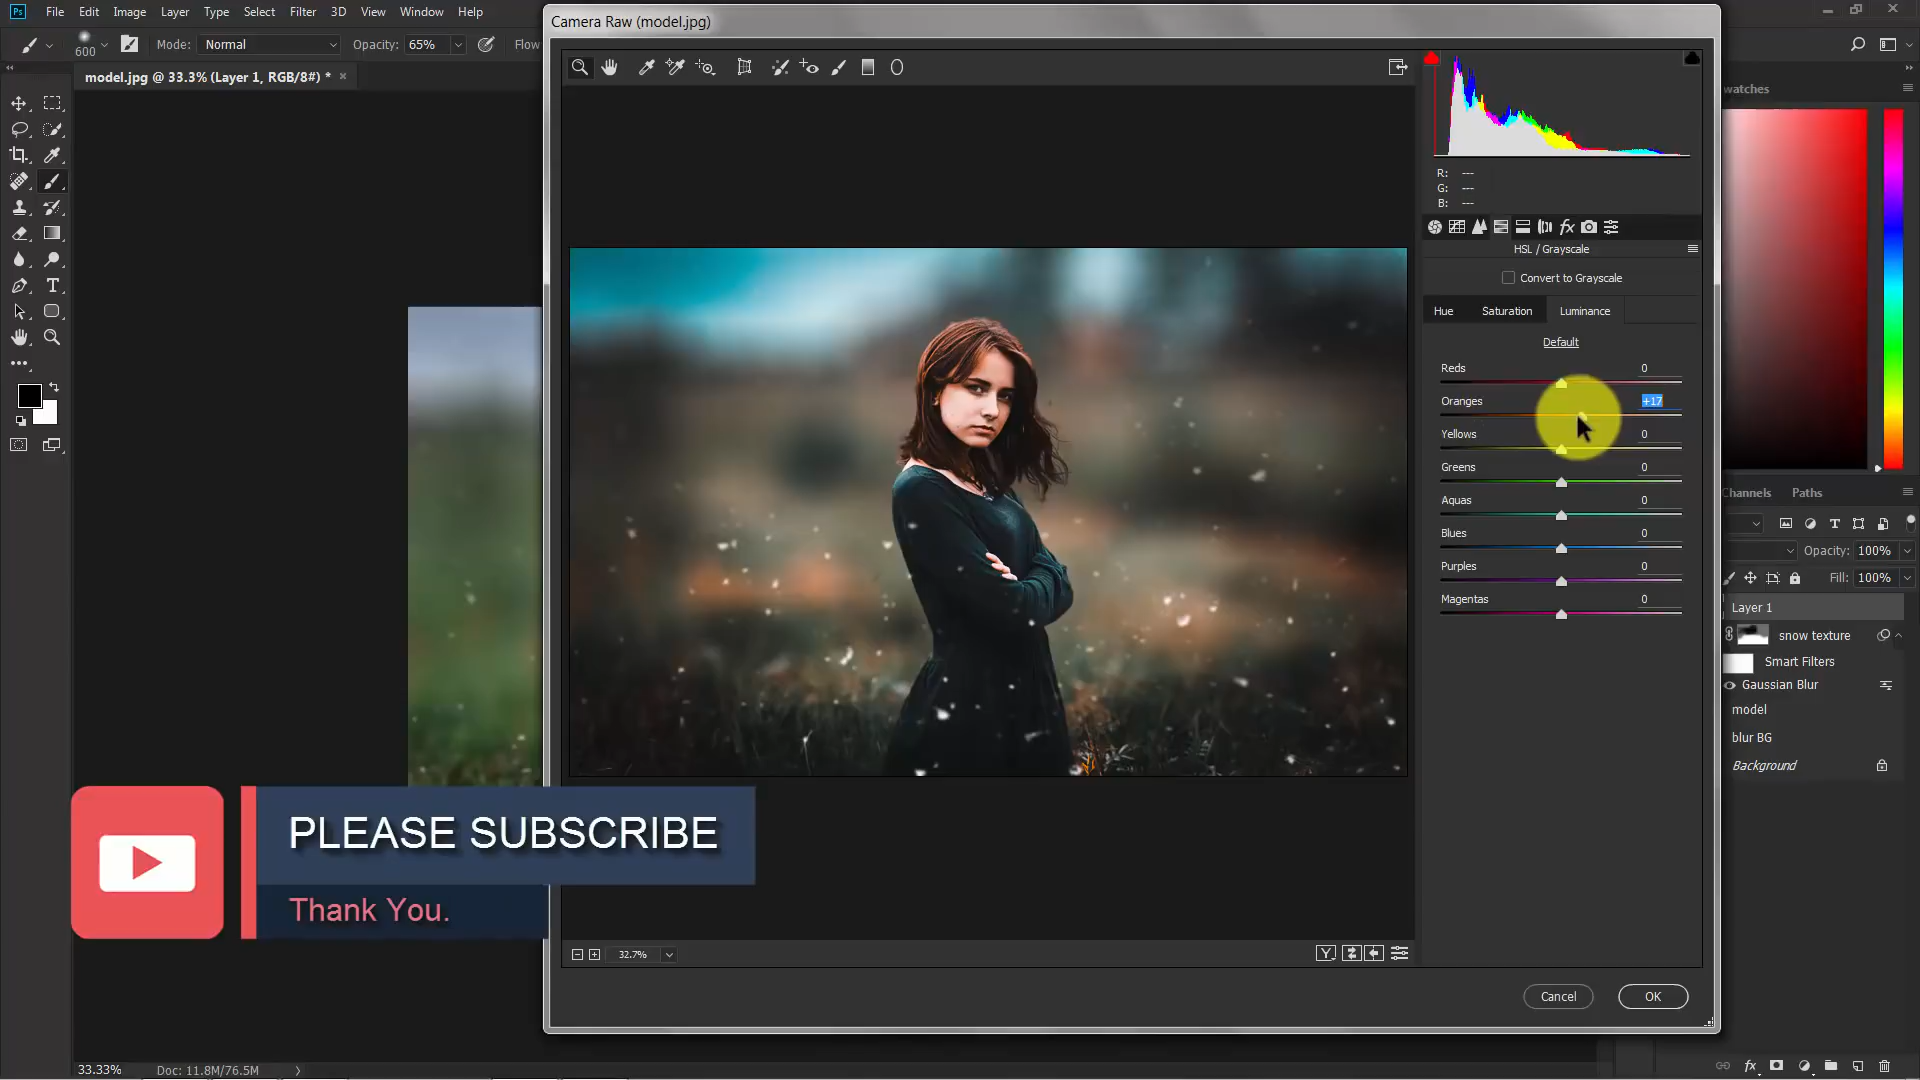 Ps File Edit Image Layer Type Select Filter 3D View Window Help
Camera Raw (model.jpg)
600 Mode: Normal Opacity: 65% Flow
model.jpg @ 33.3% (Layer 1, RGB/8#) * ×
watches
R: ---
G: ---
B: ---
fx
HSL / Grayscale
Convert to Grayscale
Hue Saturation Luminance
Default
Reds 0
Oranges +17
Yellows 0
Greens 0
Aquas 0
Blues 0
Purples 0
Magentas 0
Channels Paths
Opacity: 100%
Fill: 100%
Layer 1
snow texture
Smart Filters
Gaussian Blur
model
blur BG
Background
PLEASE SUBSCRIBE
Thank You.
32.7%
Y
Cancel OK
33.33% Doc: 11.8M/76.5M
fx